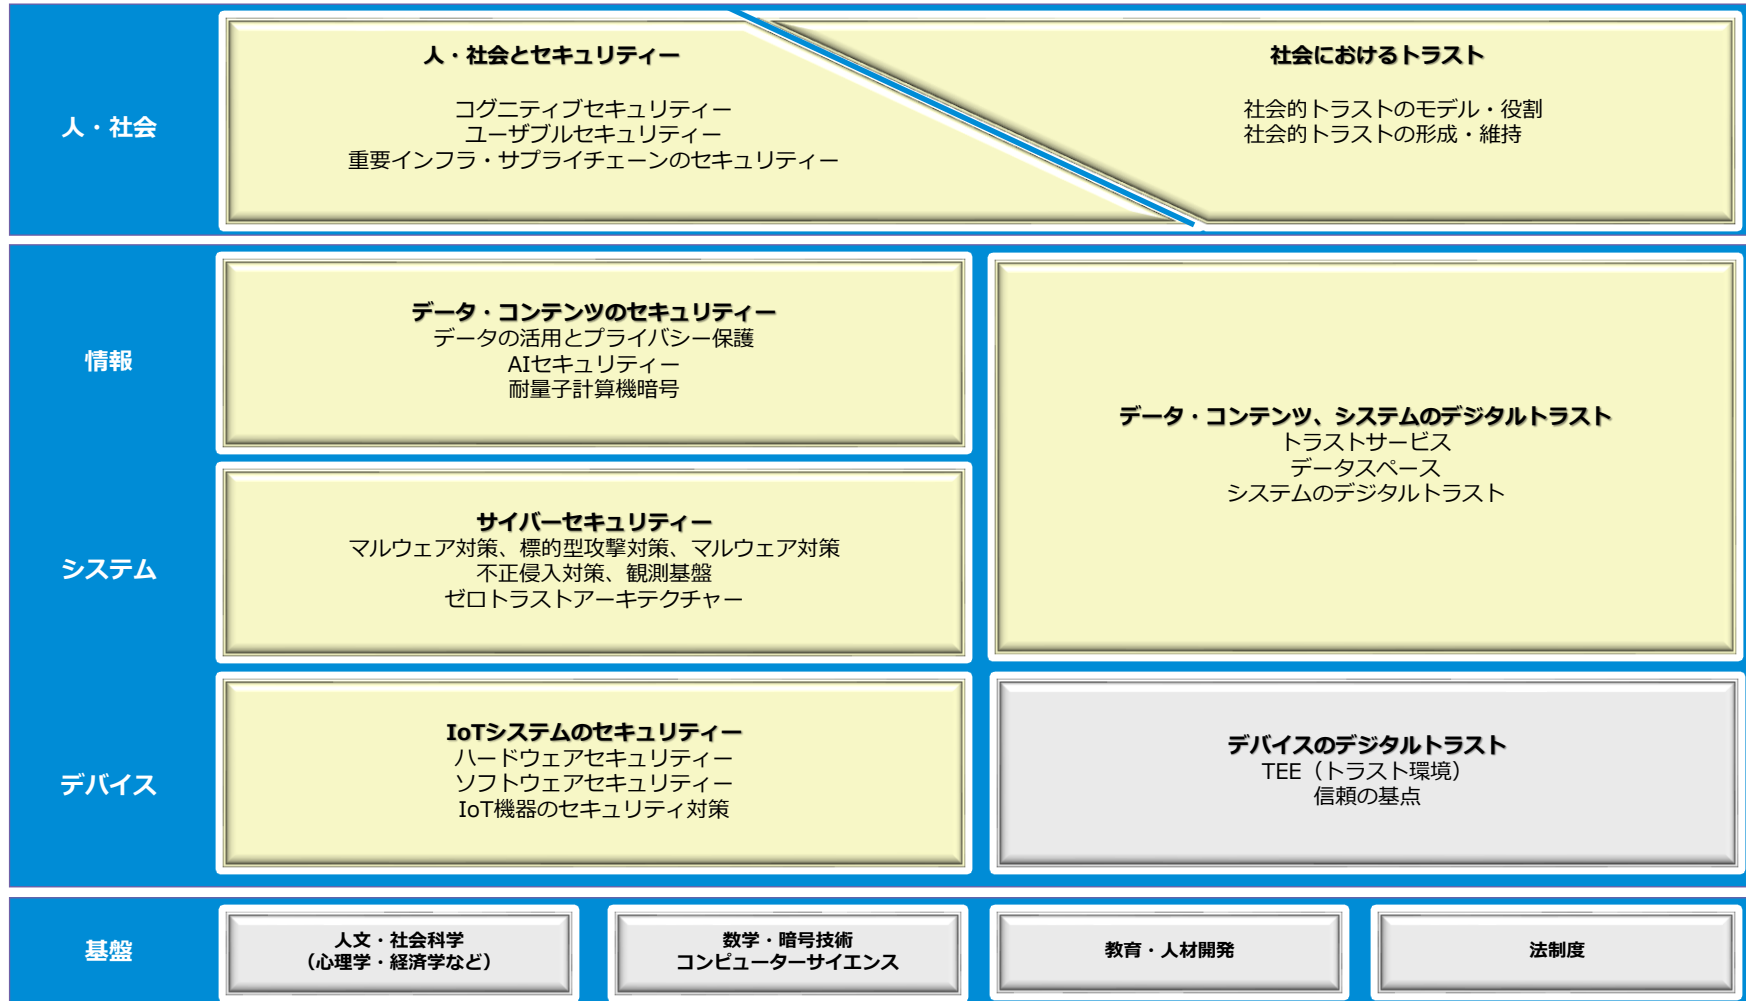 人・社会
人・社会とセキュリティー
コグニティブセキュリティー
ユーザブルセキュリティー
重要インフラ・サプライチェーンのセキュリティー
社会におけるトラスト
社会的トラストのモデル・役割
社会的トラストの形成・維持
情報
データ・コンテンツのセキュリティー
データの活用とプライバシー保護
AIセキュリティー
耐量子計算機暗号
データ・コンテンツ、システムのデジタルトラスト
トラストサービス
データスペース
システムのデジタルトラスト
システム
サイバーセキュリティー
マルウェア対策、標的型攻撃対策、マルウェア対策
不正侵入対策、観測基盤
ゼロトラストアーキテクチャー
デバイス
IoTシステムのセキュリティー
ハードウェアセキュリティー
ソフトウェアセキュリティー
IoT機器のセキュリティ対策
デバイスのデジタルトラスト
TEE（トラスト環境）
信頼の基点
基盤
人文・社会科学
（心理学・経済学など）
数学・暗号技術
コンピューターサイエンス
教育・人材開発
法制度